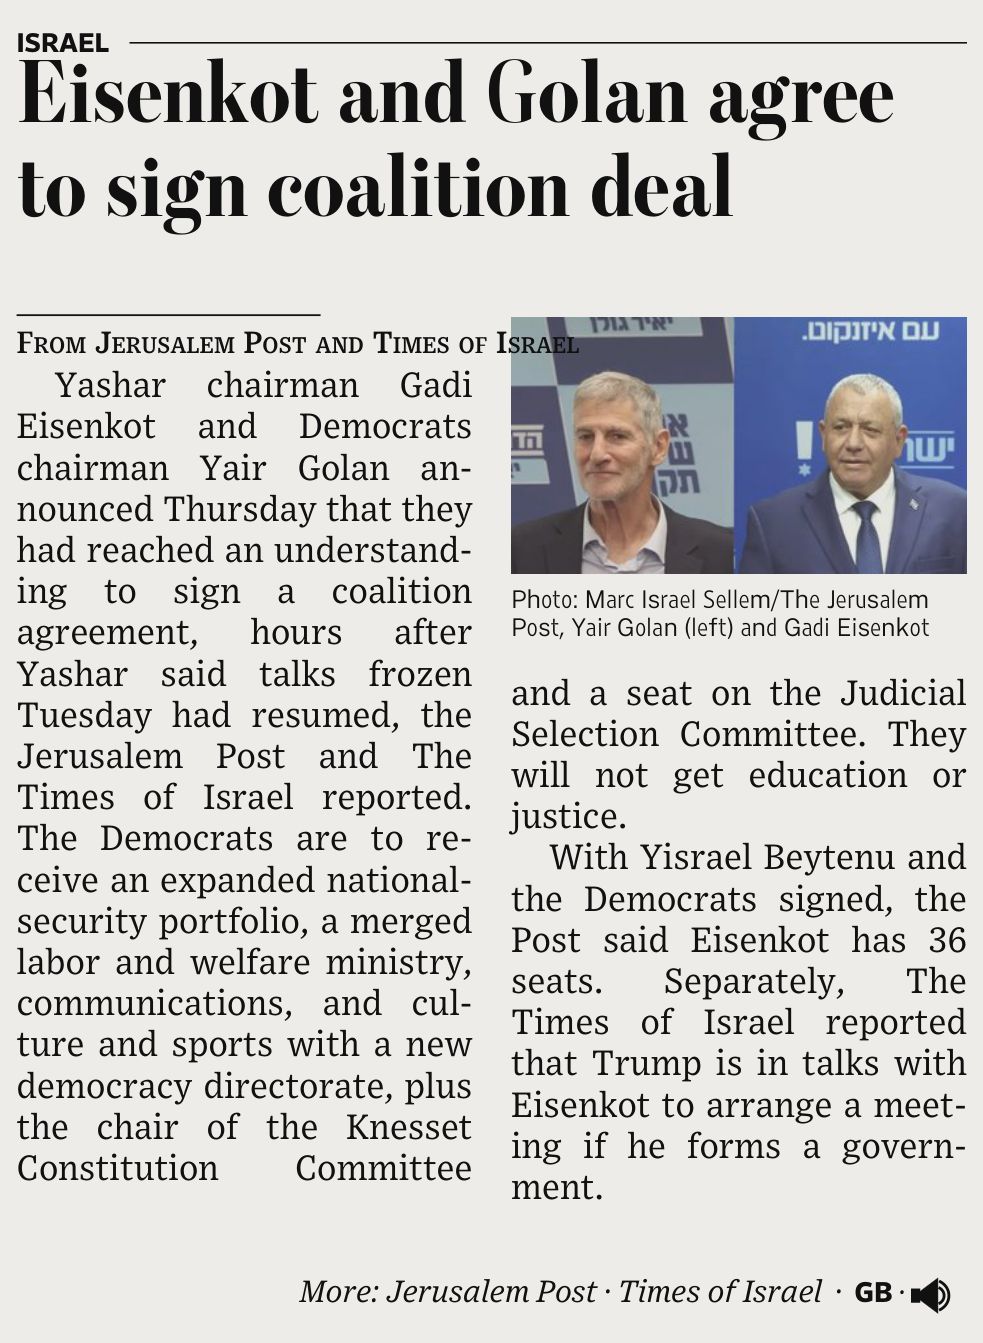 ISRAEL
Eisenkot and Golan agree
to sign coalition deal
FROM JERUSALEM POST AND TIMES OF ISRAEL
Yashar chairman Gadi
Eisenkot and Democrats
chairman Yair Golan an-
nounced Thursday that they
had reached an understand-
ing to sign a coalition
agreement, hours after
Yashar said talks frozen
Tuesday had resumed, the
Jerusalem Post and The
Times of Israel reported.
The Democrats are to re-
ceive an expanded national-
security portfolio, a merged
labor and welfare ministry,
communications, and cul-
ture and sports with a new
democracy directorate, plus
the chair of the Knesset
Constitution Committee
יאיר גולן
עם איזנקוט.
ישר!
Photo: Marc Israel Sellem/The Jerusalem
Post, Yair Golan (left) and Gadi Eisenkot
and a seat on the Judicial
Selection Committee. They
will not get education or
justice.
With Yisrael Beytenu and
the Democrats signed, the
Post said Eisenkot has 36
seats. Separately, The
Times of Israel reported
that Trump is in talks with
Eisenkot to arrange a meet-
ing if he forms a govern-
ment.
More: Jerusalem Post · Times of Israel · GB ·